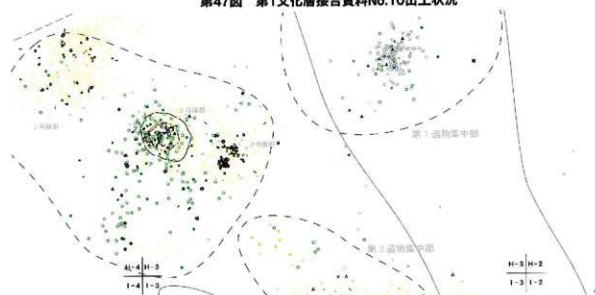 第47図 第1文化層接合資料No.10出土状況
第1遺物集中部
第3遺物集中部
H-4 H-3
I-4 I-3
H-3 H-2
I-3 I-2